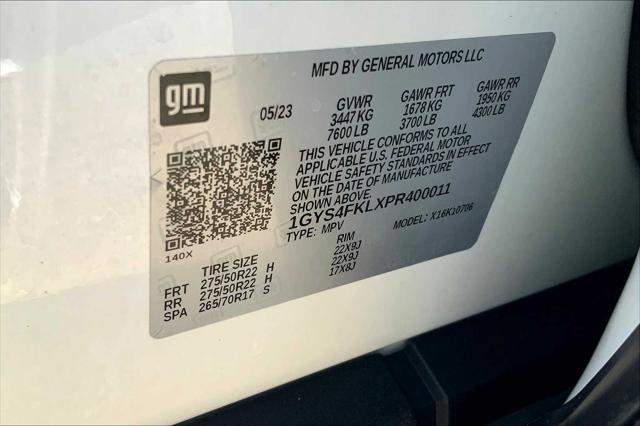 gm
MFD BY GENERAL MOTORS LLC
05/23 GVWR GAWR FRT GAWR RR
3447 KG 1678 KG 1950 KG
7600 LB 3700 LB 4300 LB
THIS VEHICLE CONFORMS TO ALL
APPLICABLE U.S. FEDERAL MOTOR
VEHICLE SAFETY STANDARDS IN EFFECT
ON THE DATE OF MANUFACTURE
SHOWN ABOVE.
1GYS4FKLXPR400011
TYPE: MPV MODEL: X16K10706
140X
TIRE SIZE RIM
FRT 275/50R22 H 22X9J
RR 275/50R22 H 22X9J
SPA 265/70R17 S 17X8J